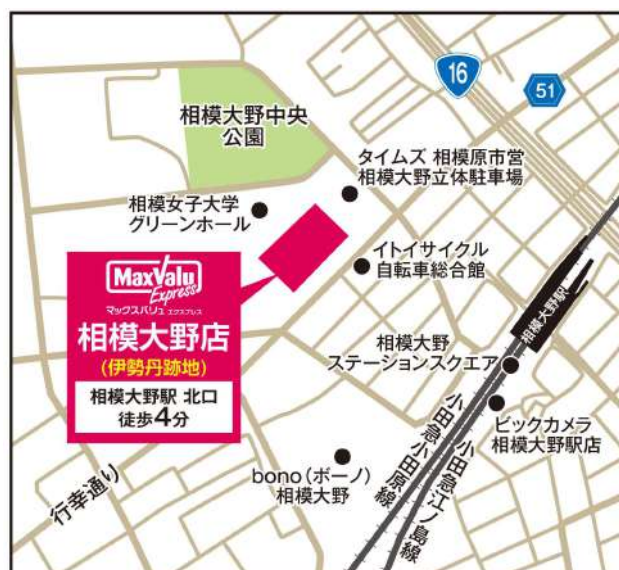 16
51
相模大野中央
公園
タイムズ 相模原市営
相模大野立体駐車場
相模女子大学
グリーンホール
イトイサイクル
自転車総合館
MaxValu
Express
マックスバリュ エクスプレス
相模大野店
(伊勢丹跡地)
相模大野駅 北口
徒歩4分
相模大野駅
相模大野
ステーションスクエア
ビックカメラ
相模大野駅店
小田急小田原線
小田急江ノ島線
bono(ボーノ)
相模大野
行幸通り